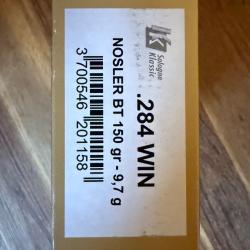 Sologne
Klassic
.284 WIN
NOSLER BT 150 gr - 9,7 g
3 700546 201158